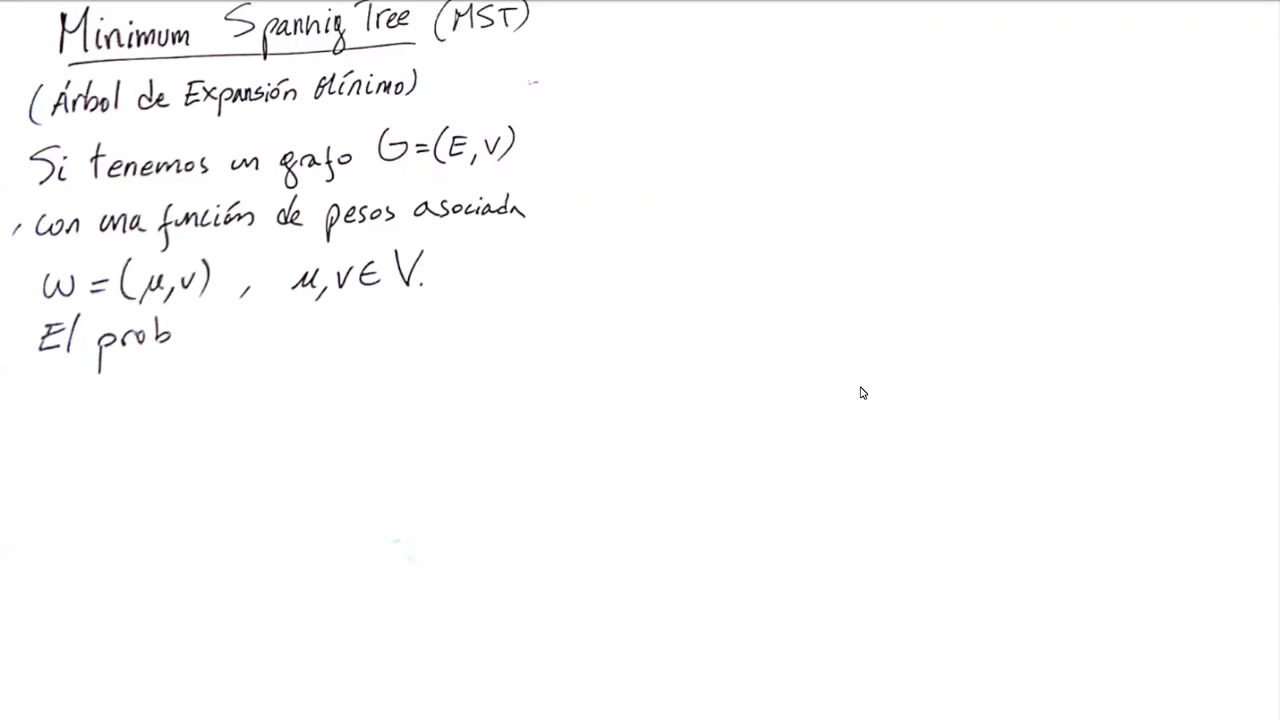 Minimum Spannig Tree (MST)
(Árbol de Expansión Mínimo)
Si tenemos un grafo G=(E,V)
, con una función de pesos asociada
w = (μ,v) , μ,v ∈ V.
El prob